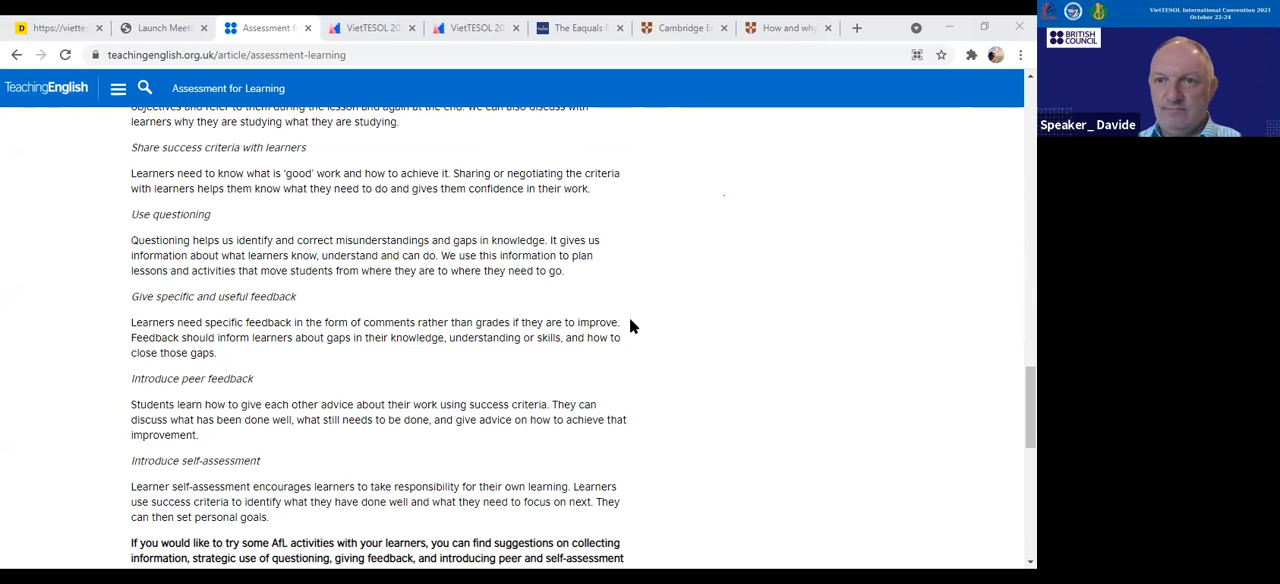 https://viette
Launch Meeti
Assessment fo
VietTESOL 20
VietTESOL 20
The Eaquals F
Cambridge E
How and why
teachingenglish.org.uk/article/assessment-learning
TeachingEnglish
Assessment for Learning
objectives and refer to them during the lesson and again at the end. We can also discuss with
learners why they are studying what they are studying.
Share success criteria with learners
Learners need to know what is ‘good’ work and how to achieve it. Sharing or negotiating the criteria
with learners helps them know what they need to do and gives them confidence in their work.
Use questioning
Questioning helps us identify and correct misunderstandings and gaps in knowledge. It gives us
information about what learners know, understand and can do. We use this information to plan
lessons and activities that move students from where they are to where they need to go.
Give specific and useful feedback
Learners need specific feedback in the form of comments rather than grades if they are to improve.
Feedback should inform learners about gaps in their knowledge, understanding or skills, and how to
close those gaps.
Introduce peer feedback
Students learn how to give each other advice about their work using success criteria. They can
discuss what has been done well, what still needs to be done, and give advice on how to achieve that
improvement.
Introduce self-assessment
Learner self-assessment encourages learners to take responsibility for their own learning. Learners
use success criteria to identify what they have done well and what they need to focus on next. They
can then set personal goals.
If you would like to try some AfL activities with your learners, you can find suggestions on collecting
information, strategic use of questioning, giving feedback, and introducing peer and self-assessment
VietTESOL International Convention 2021
October 22-24
BRITISH
COUNCIL
Speaker_ Davide